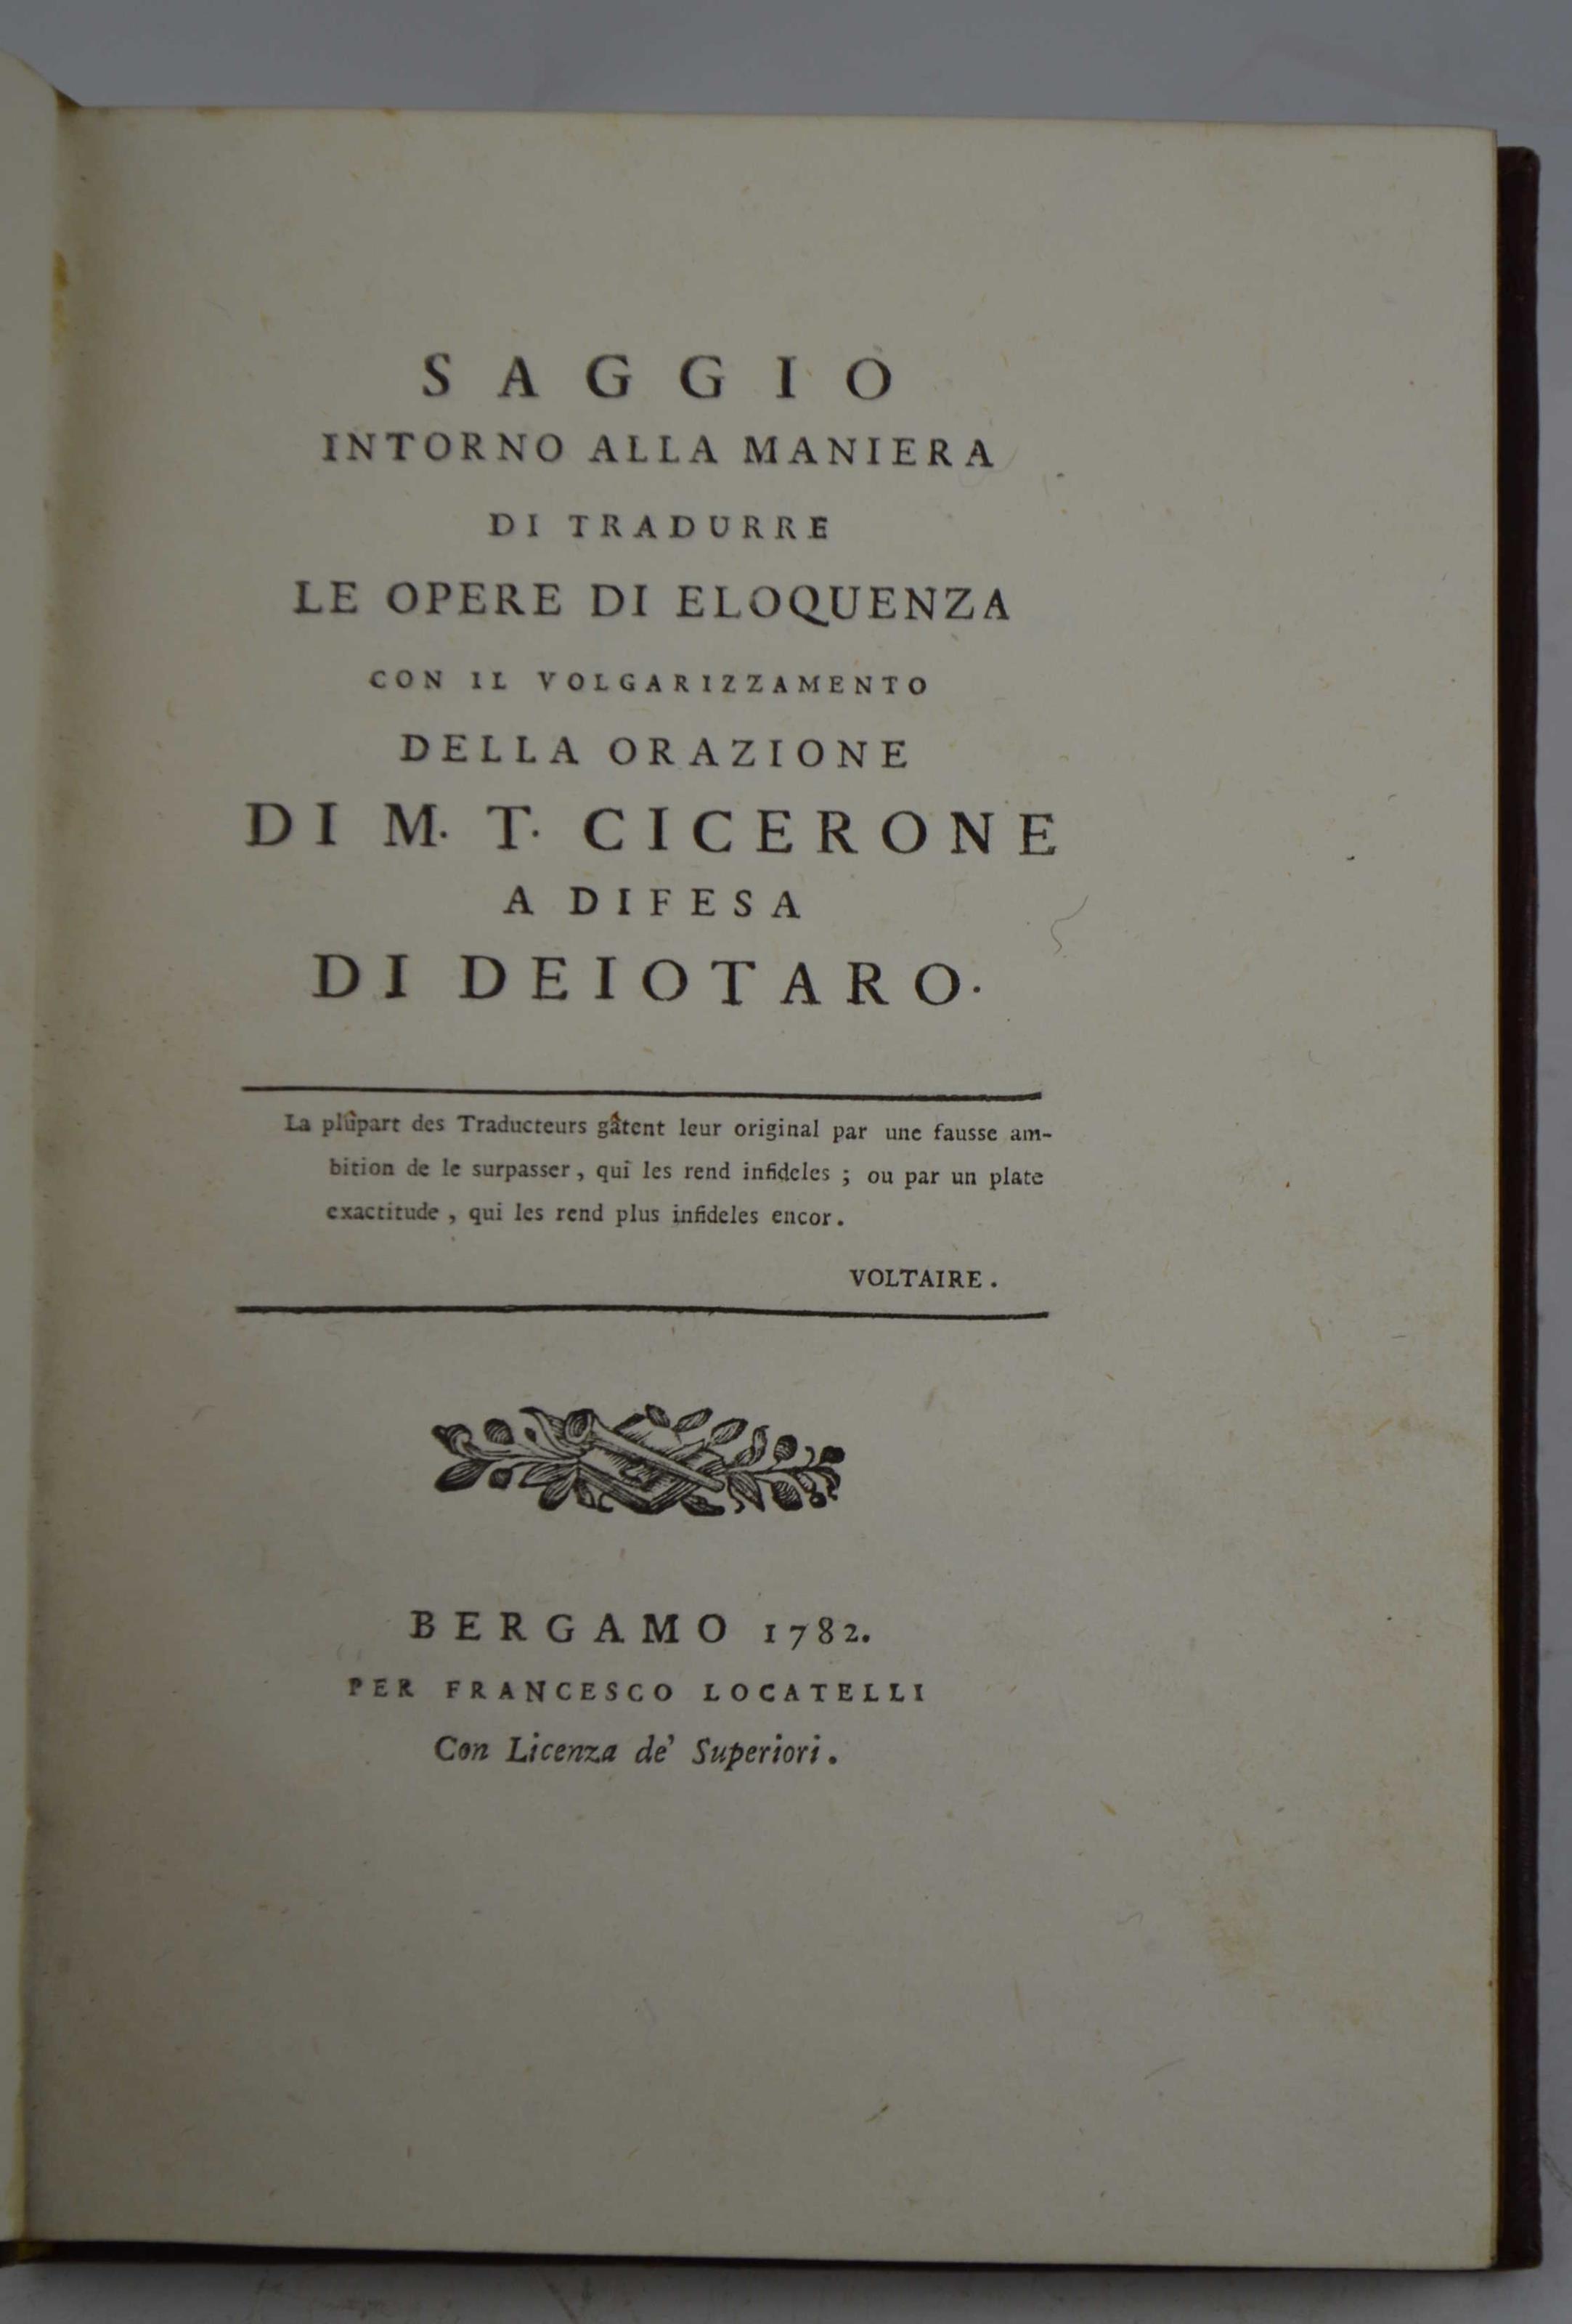 SAGGIO
INTORNO ALLA MANIERA
DI TRADURRE
LE OPERE DI ELOQUENZA
CON IL VOLGARIZZAMENTO
DELLA ORAZIONE
DI M. T. CICERONE
A DIFESA
DI DEIOTARO.
La plûpart des Traducteurs gâtent leur original par une fausse am-
bition de le surpasser, qui les rend infideles; ou par un plate
exactitude, qui les rend plus infideles encor.
VOLTAIRE.
BERGAMO 1782.
PER FRANCESCO LOCATELLI
Con Licenza de' Superiori.